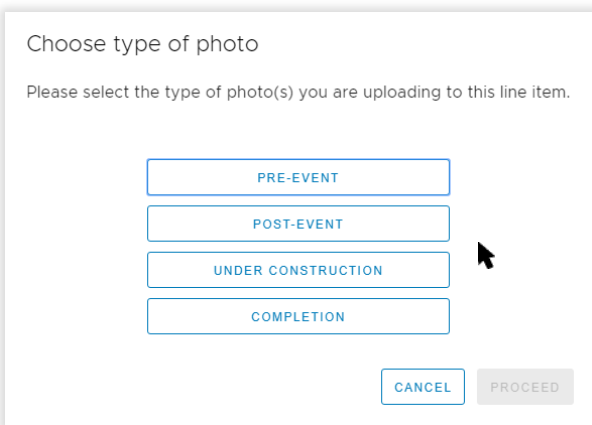 Choose type of photo
Please select the type of photo(s) you are uploading to this line item.
PRE-EVENT
POST-EVENT
UNDER CONSTRUCTION
COMPLETION
CANCEL PROCEED